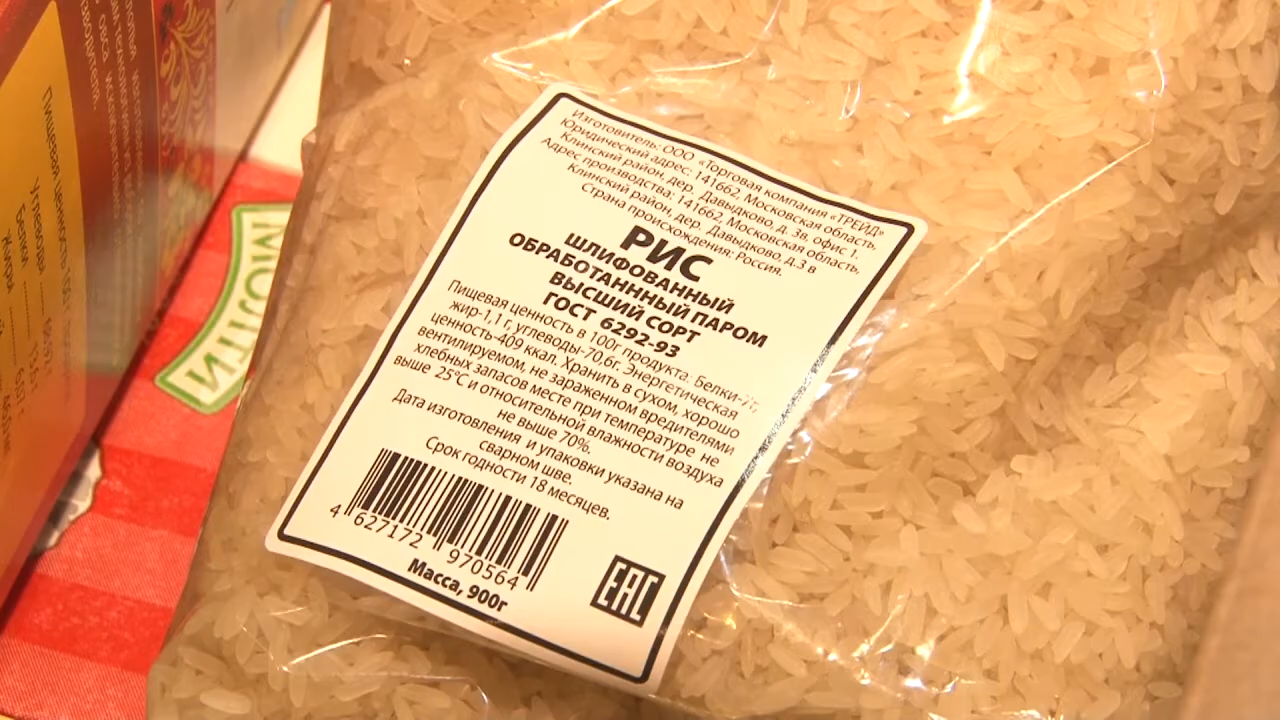 Изготовитель: ООО «Торговая компания «ТРЕЙД»
Юридический адрес: 141662, Московская область,
Клинский район, дер. Давыдково, д. 3в, офис 1.
Адрес производства: 141662, Московская область,
Клинский район, дер. Давыдково, д.3 в
Страна происхождения: Россия.
РИС
ШЛИФОВАННЫЙ
ОБРАБОТАНННЫЙ ПАРОМ
ВЫСШИЙ СОРТ
ГОСТ 6292-93
Пищевая ценность в 100г продукта: Белки-7г,
жир-1,1 г, углеводы-70.6г. Энергетическая
ценность-409 ккал. Хранить в сухом, хорошо
вентилируемом, не зараженном вредителями
хлебных запасов месте при температуре не
выше 25°С и относительной влажности воздуха
не выше 70%.
Дата изготовления и упаковки указана на
сварном шве.
Срок годности 18 месяцев.
4 627172 970564
Масса, 900г
EAC
Пищевая ценность
Углеводы
Белки
Жиры